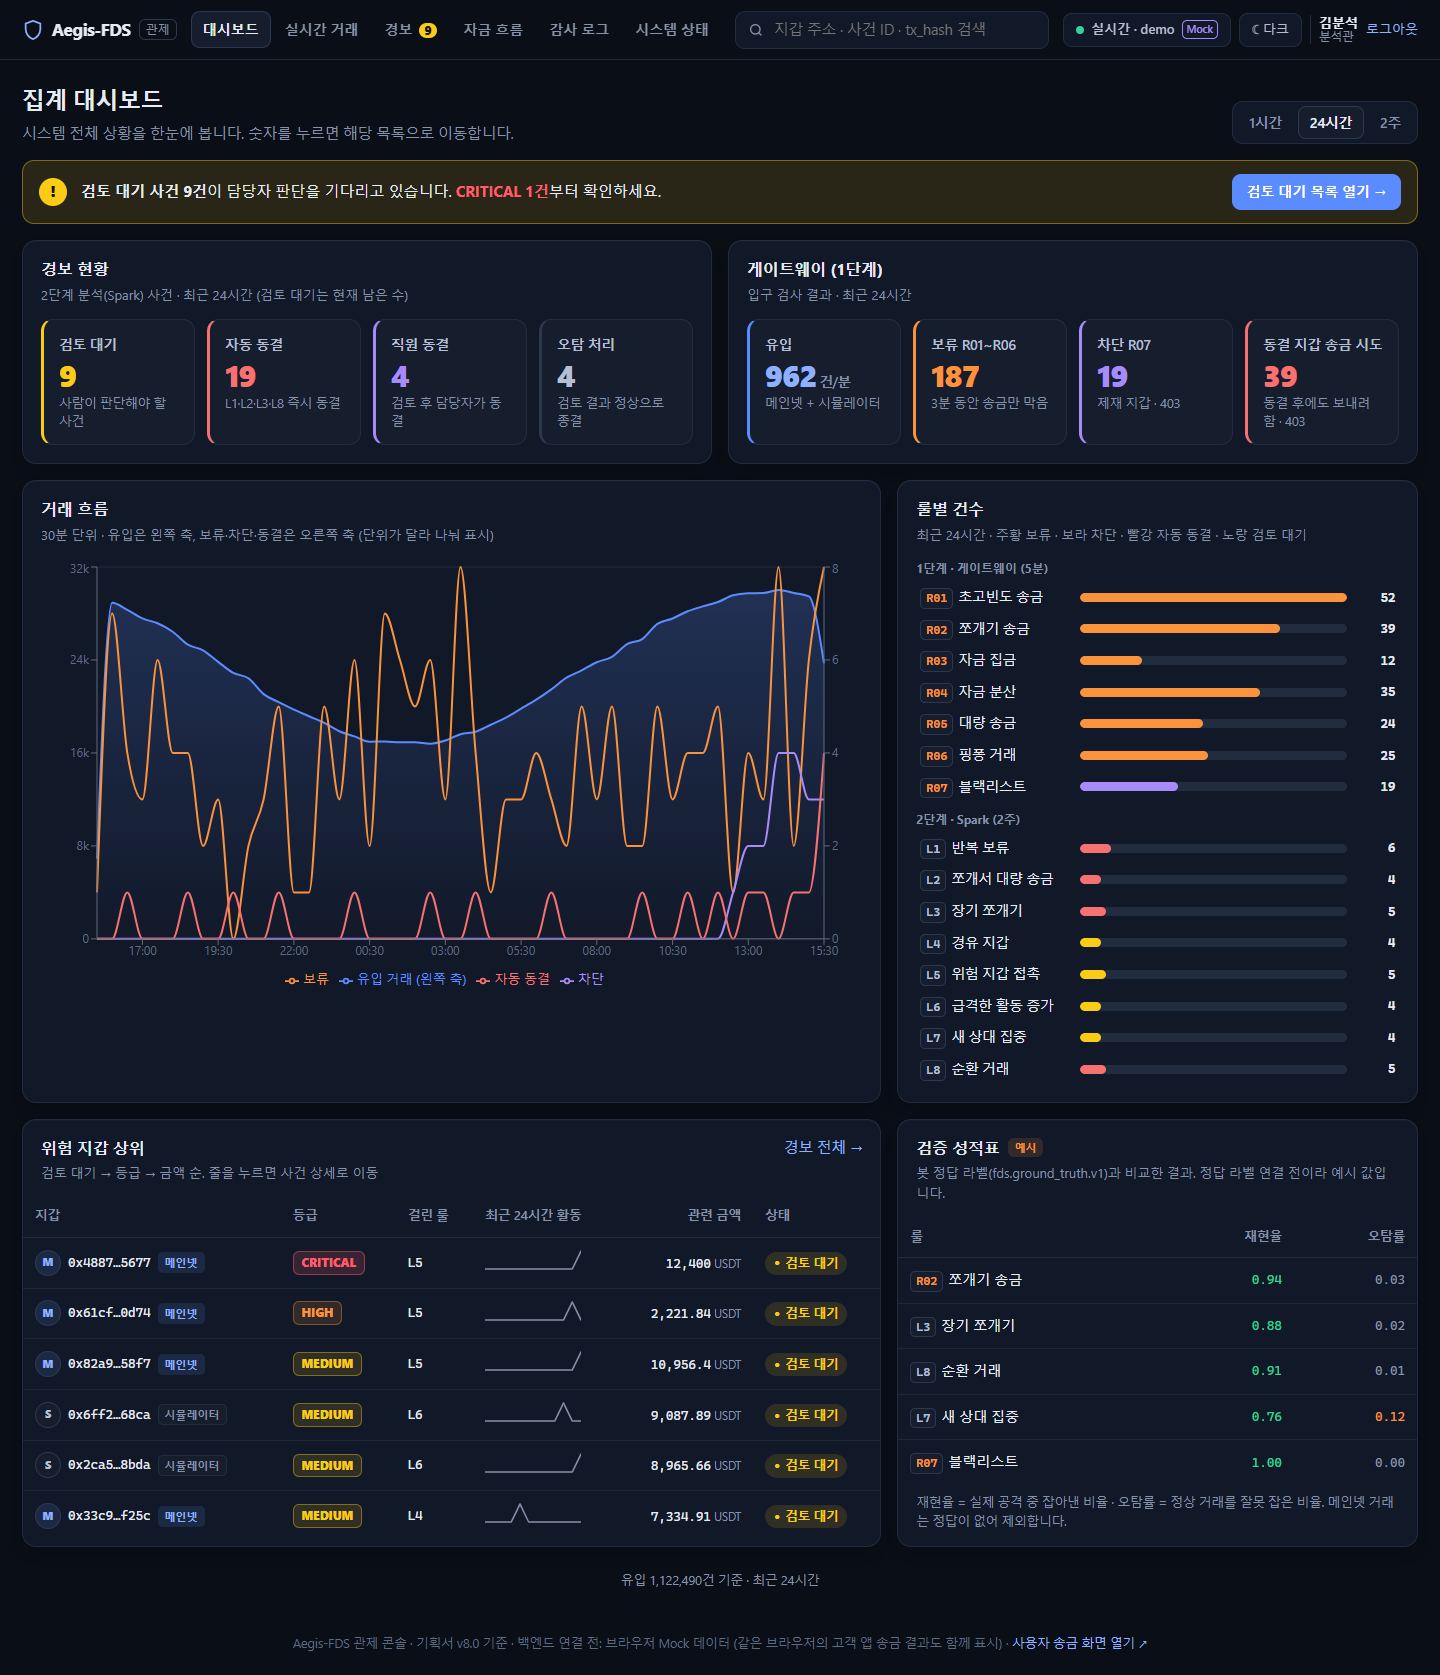 Aegis-FDS 관제 대시보드 실시간 거래 경보 9 자금 흐름 감사 로그 시스템 상태 지갑 주소 · 사건 ID · tx_hash 검색 실시간 · demo Mock 다크 김분석 로그아웃
분석관
집계 대시보드
시스템 전체 상황을 한눈에 봅니다. 숫자를 누르면 해당 목록으로 이동합니다.
1시간 24시간 2주
! 검토 대기 사건 9건이 담당자 판단을 기다리고 있습니다. CRITICAL 1건부터 확인하세요. 검토 대기 목록 열기 →
경보 현황
2단계 분석(Spark) 사건 · 최근 24시간 (검토 대기는 현재 남은 수)
검토 대기
9
사람이 판단해야 할
사건
자동 동결
19
L1·L2·L3·L8 즉시 동결
직원 동결
4
검토 후 담당자가 동
결
오탐 처리
4
검토 결과 정상으로
종결
게이트웨이 (1단계)
입구 검사 결과 · 최근 24시간
유입
962 건/분
메인넷 + 시뮬레이터
보류 R01~R06
187
3분 동안 송금만 막음
차단 R07
19
제재 지갑 · 403
동결 지갑 송금 시도
39
동결 후에도 보내려
함 · 403
거래 흐름
30분 단위 · 유입은 왼쪽 축, 보류·차단·동결은 오른쪽 축 (단위가 달라 나눠 표시)
32k 8
24k 6
16k 4
8k 2
0 0
17:00 19:30 22:00 00:30 03:00 05:30 08:00 10:30 13:00 15:30
보류 유입 거래 (왼쪽 축) 자동 동결 차단
룰별 건수
최근 24시간 · 주황 보류 · 보라 차단 · 빨강 자동 동결 · 노랑 검토 대기
1단계 · 게이트웨이 (5분)
R01 초고빈도 송금 52
R02 쪼개기 송금 39
R03 자금 집금 12
R04 자금 분산 35
R05 대량 송금 24
R06 핑퐁 거래 25
R07 블랙리스트 19
2단계 · Spark (2주)
L1 반복 보류 6
L2 쪼개서 대량 송금 4
L3 장기 쪼개기 5
L4 경유 지갑 4
L5 위험 지갑 접촉 5
L6 급격한 활동 증가 4
L7 새 상대 집중 4
L8 순환 거래 5
위험 지갑 상위 경보 전체 →
검토 대기 → 등급 → 금액 순. 줄을 누르면 사건 상세로 이동
지갑 등급 걸린 룰 최근 24시간 활동 관련 금액 상태
M 0x4887…5677 메인넷 CRITICAL L5 12,400 USDT • 검토 대기
M 0x61cf…0d74 메인넷 HIGH L5 2,221.84 USDT • 검토 대기
M 0x82a9…58f7 메인넷 MEDIUM L5 10,956.4 USDT • 검토 대기
S 0x6ff2…68ca 시뮬레이터 MEDIUM L6 9,087.89 USDT • 검토 대기
S 0x2ca5…8bda 시뮬레이터 MEDIUM L6 8,965.66 USDT • 검토 대기
M 0x33c9…f25c 메인넷 MEDIUM L4 7,334.91 USDT • 검토 대기
검증 성적표 예시
봇 정답 라벨(fds.ground_truth.v1)과 비교한 결과. 정답 라벨 연결 전이라 예시 값입
니다.
룰 재현율 오탐률
R02 쪼개기 송금 0.94 0.03
L3 장기 쪼개기 0.88 0.02
L8 순환 거래 0.91 0.01
L7 새 상대 집중 0.76 0.12
R07 블랙리스트 1.00 0.00
재현율 = 실제 공격 중 잡아낸 비율 · 오탐률 = 정상 거래를 잘못 잡은 비율. 메인넷 거래
는 정답이 없어 제외합니다.
유입 1,122,490건 기준 · 최근 24시간
Aegis-FDS 관제 콘솔 · 기획서 v8.0 기준 · 백엔드 연결 전: 브라우저 Mock 데이터 (같은 브라우저의 고객 앱 송금 결과도 함께 표시) · 사용자 송금 화면 열기 ↗